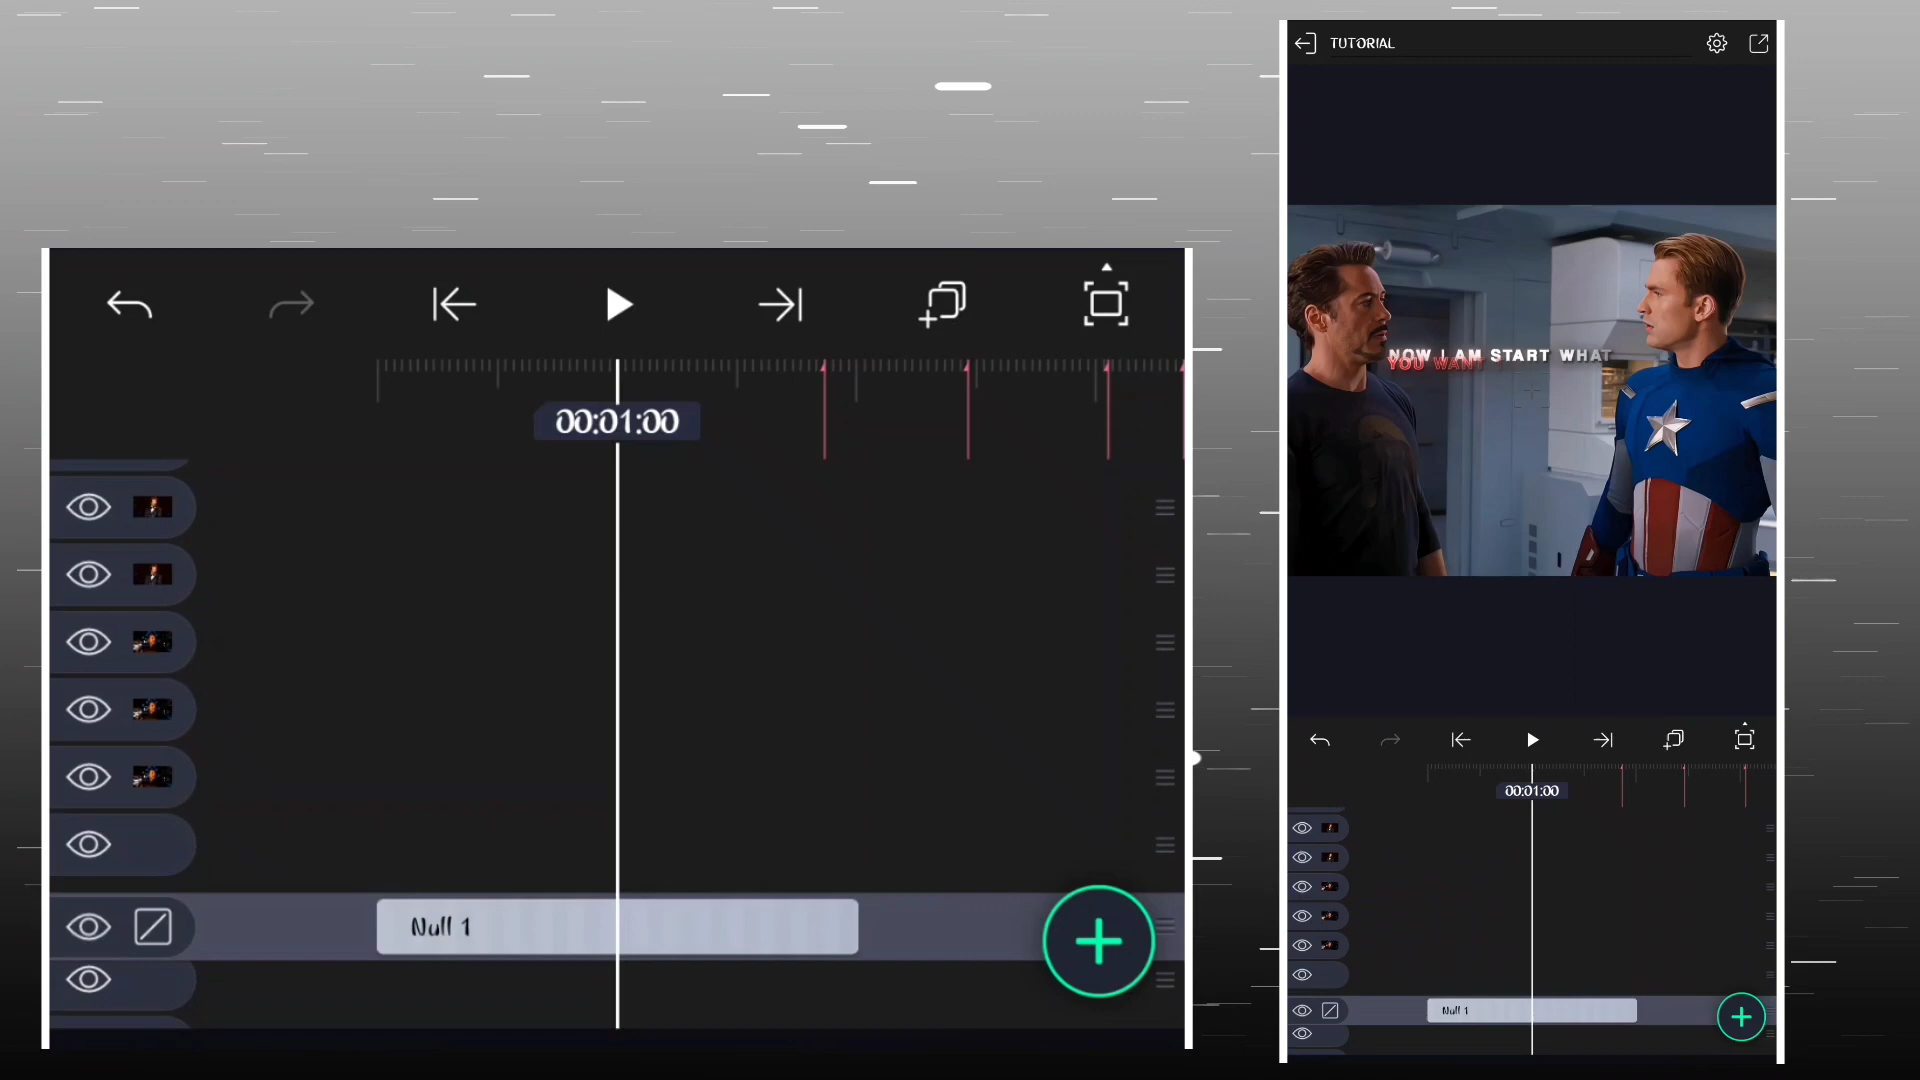 00:01:00
Null 1
TUTORIAL
NOW I AM START WHAT
YOU WANT
00:01:00
Null 1